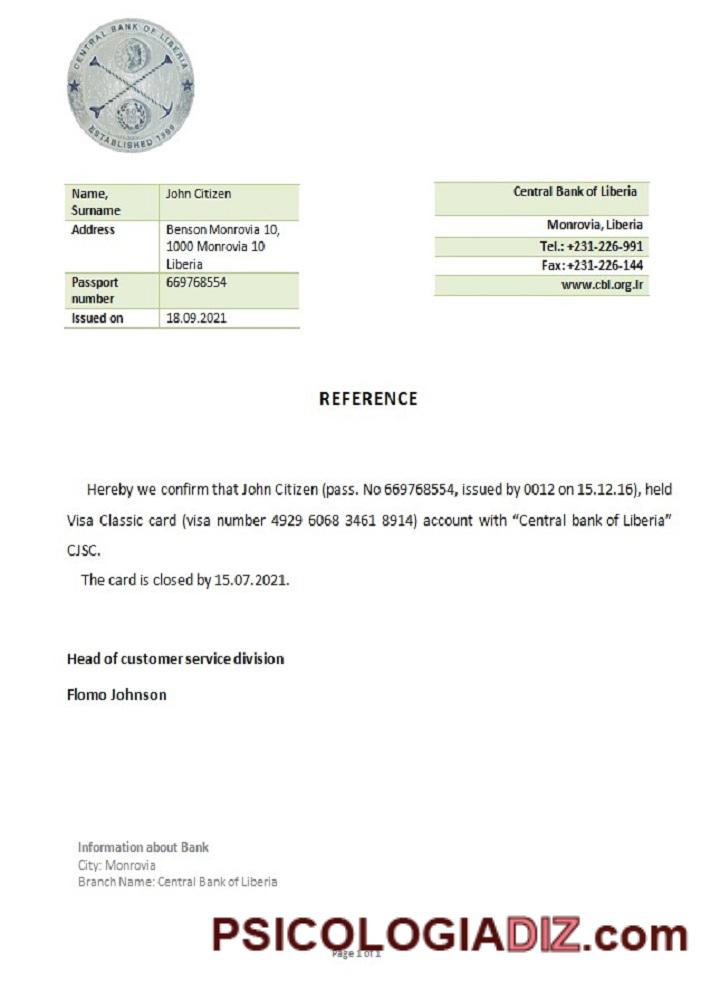 CENTRAL BANK OF LIBERIA
ESTABLISHED 1999
Name, Surname John Citizen
Address Benson Monrovia 10,
1000 Monrovia 10
Liberia
Passport number 669768554
Issued on 18.09.2021
Central Bank of Liberia
Monrovia, Liberia
Tel.: +231-226-991
Fax: +231-226-144
www.cbl.org.lr
REFERENCE
Hereby we confirm that John Citizen (pass. No 669768554, issued by 0012 on 15.12.16), held
Visa Classic card (visa number 4929 6068 3461 8914) account with “Central bank of Liberia”
CJSC.
The card is closed by 15.07.2021.
Head of customer service division
Flomo Johnson
Information about Bank
City: Monrovia
Branch Name: Central Bank of Liberia
PSICOLOGIADIZ.com
Page 1 of 1